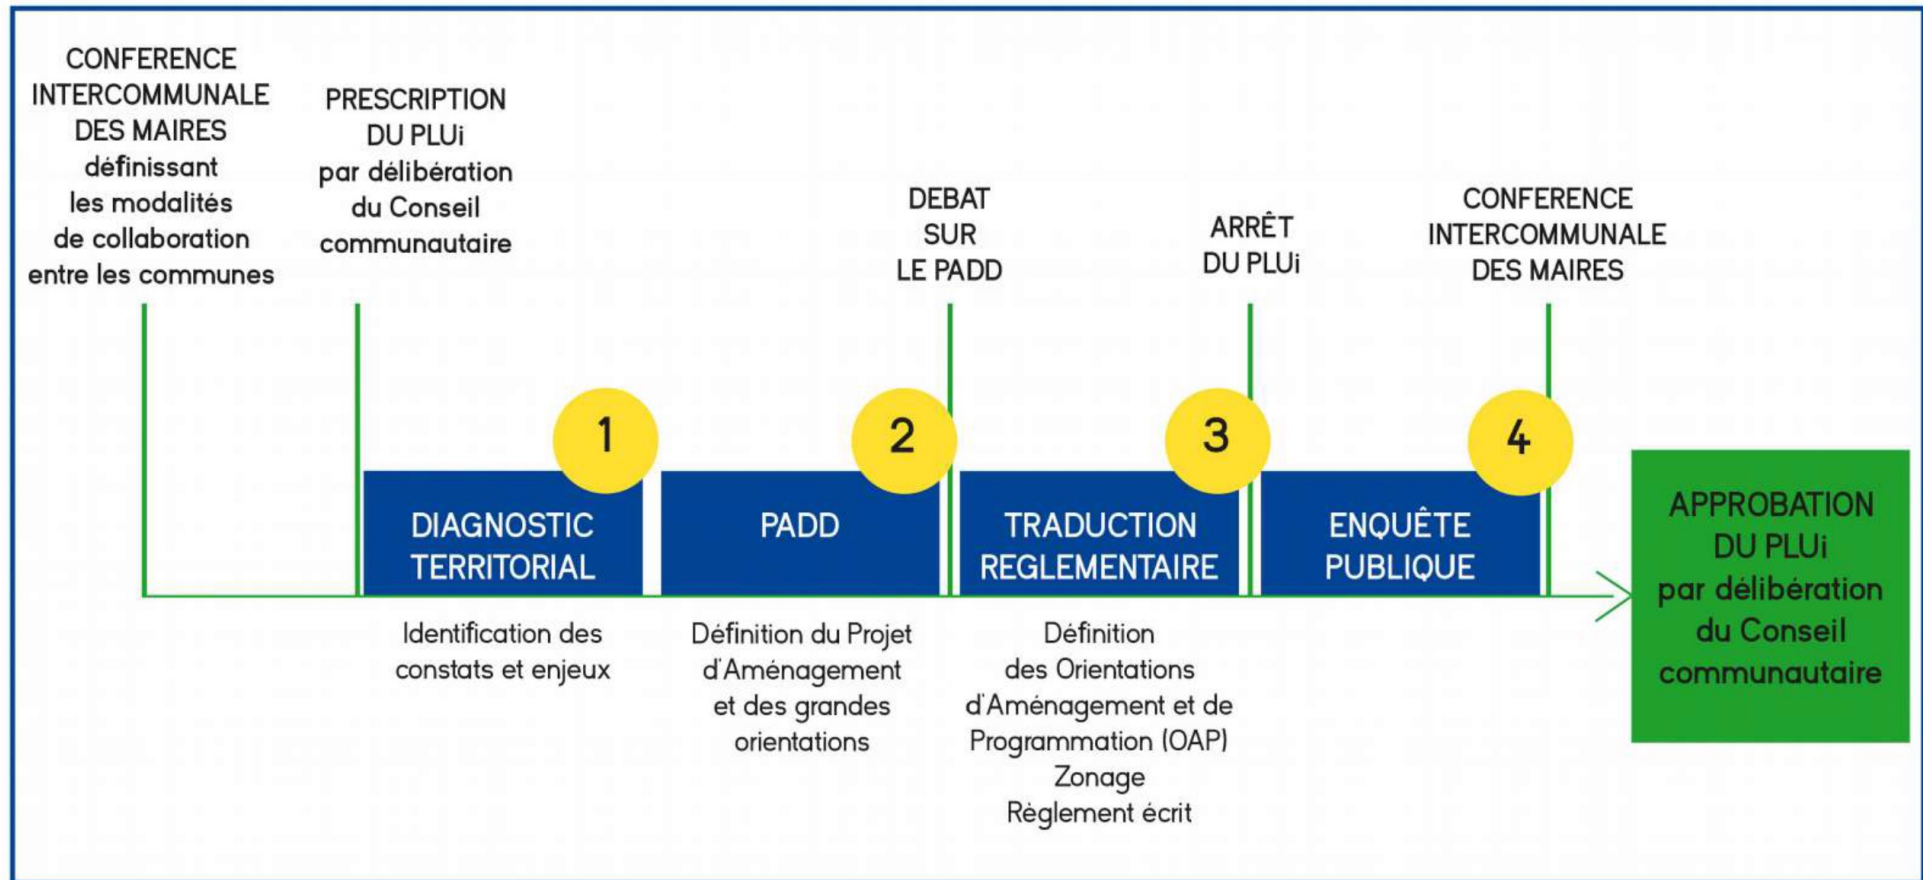 CONFERENCE
INTERCOMMUNALE
DES MAIRES
définissant
les modalités
de collaboration
entre les communes
PRESCRIPTION
DU PLUi
par délibération
du Conseil
communautaire
DEBAT
SUR
LE PADD
ARRÊT
DU PLUi
CONFERENCE
INTERCOMMUNALE
DES MAIRES
1
DIAGNOSTIC
TERRITORIAL
Identification des
constats et enjeux
2
PADD
Définition du Projet
d'Aménagement
et des grandes
orientations
3
TRADUCTION
REGLEMENTAIRE
Définition
des Orientations
d'Aménagement et de
Programmation (OAP)
Zonage
Règlement écrit
4
ENQUÊTE
PUBLIQUE
APPROBATION
DU PLUi
par délibération
du Conseil
communautaire